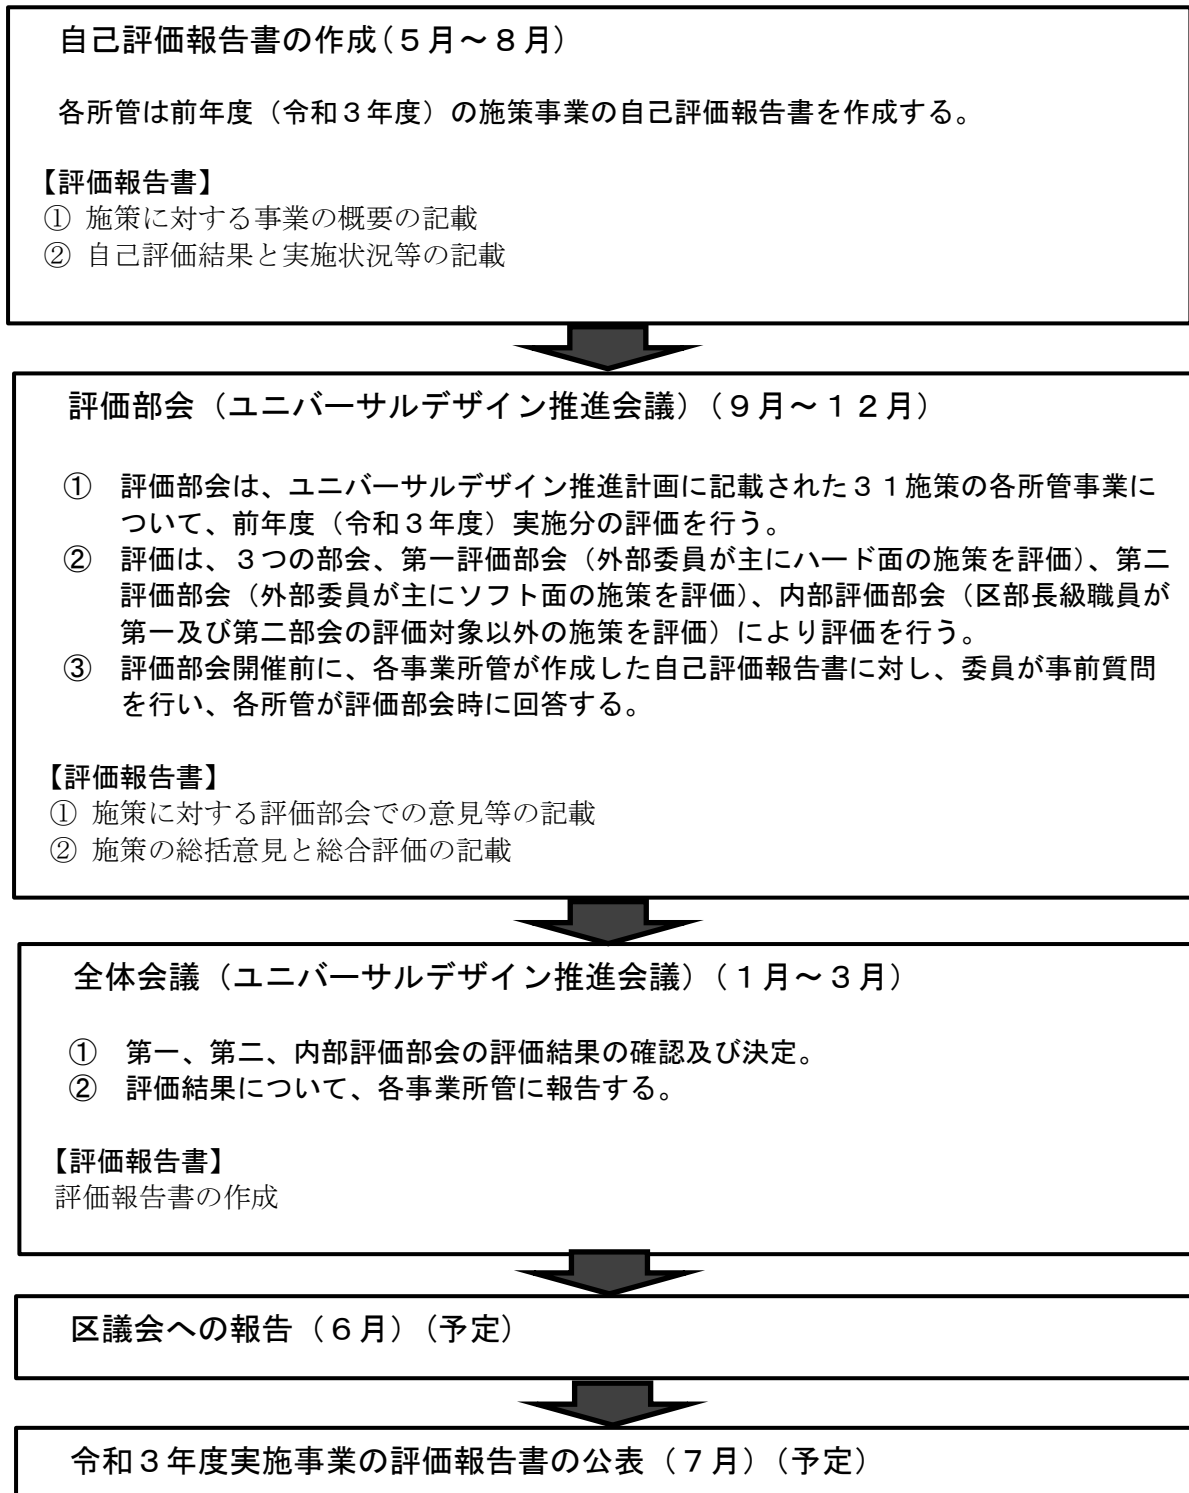 自己評価報告書の作成(５月～８月)
各所管は前年度（令和３年度）の施策事業の自己評価報告書を作成する。
【評価報告書】
① 施策に対する事業の概要の記載
② 自己評価結果と実施状況等の記載
評価部会（ユニバーサルデザイン推進会議）（９月～１２月）
① 評価部会は、ユニバーサルデザイン推進計画に記載された３１施策の各所管事業に
ついて、前年度（令和３年度）実施分の評価を行う。
② 評価は、３つの部会、第一評価部会（外部委員が主にハード面の施策を評価）、第二
評価部会（外部委員が主にソフト面の施策を評価）、内部評価部会（区部長級職員が
第一及び第二部会の評価対象以外の施策を評価）により評価を行う。
③ 評価部会開催前に、各事業所管が作成した自己評価報告書に対し、委員が事前質問
を行い、各所管が評価部会時に回答する。
【評価報告書】
① 施策に対する評価部会での意見等の記載
② 施策の総括意見と総合評価の記載
全体会議（ユニバーサルデザイン推進会議）（１月～３月）
① 第一、第二、内部評価部会の評価結果の確認及び決定。
② 評価結果について、各事業所管に報告する。
【評価報告書】
評価報告書の作成
区議会への報告（６月）（予定）
令和３年度実施事業の評価報告書の公表（７月）（予定）